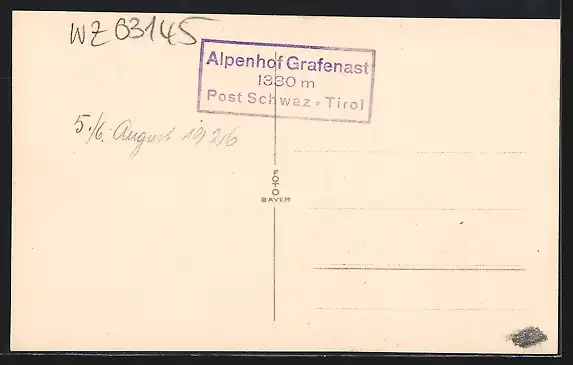 WZ 03145
Alpenhof Grafenast
1330 m
Post Schwaz - Tirol
5./6. August 1926
FOTO
BAYER